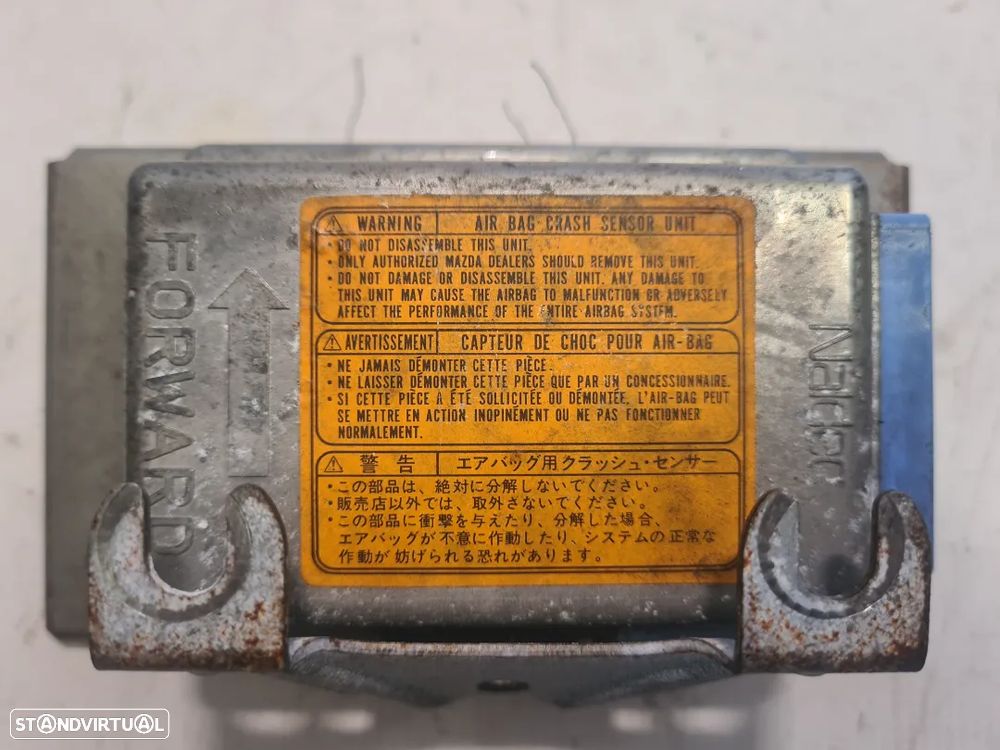 FORWARD
⚠ WARNING AIR BAG CRASH SENSOR UNIT
・DO NOT DISASSEMBLE THIS UNIT.
・ONLY AUTHORIZED MAZDA DEALERS SHOULD REMOVE THIS UNIT.
・DO NOT DAMAGE OR DISASSEMBLE THIS UNIT. ANY DAMAGE TO
THIS UNIT MAY CAUSE THE AIRBAG TO MALFUNCTION OR ADVERSELY
AFFECT THE PERFORMANCE OF THE ENTIRE AIRBAG SYSTEM.
⚠ AVERTISSEMENT CAPTEUR DE CHOC POUR AIR-BAG
・NE JAMAIS DÉMONTER CETTE PIÈCE.
・NE LAISSER DÉMONTER CETTE PIÈCE QUE PAR UN CONCESSIONNAIRE.
・SI CETTE PIÈCE A ÉTÉ SOLLICITÉE OU DÉMONTÉE, L'AIR-BAG PEUT
SE METTRE EN ACTION INOPINÉMENT OU NE PAS FONCTIONNER
NORMALEMENT.
⚠ 警告 エアバッグ用クラッシュ・センサー
・この部品は、絶対に分解しないでください。
・販売店以外では、取外さないでください。
・この部品に衝撃を与えたり、分解した場合、
エアバッグが不意に作動したり、システムの正常な
作動が妨げられる恐れがあります。
Naldec
STANDVIRTUAL